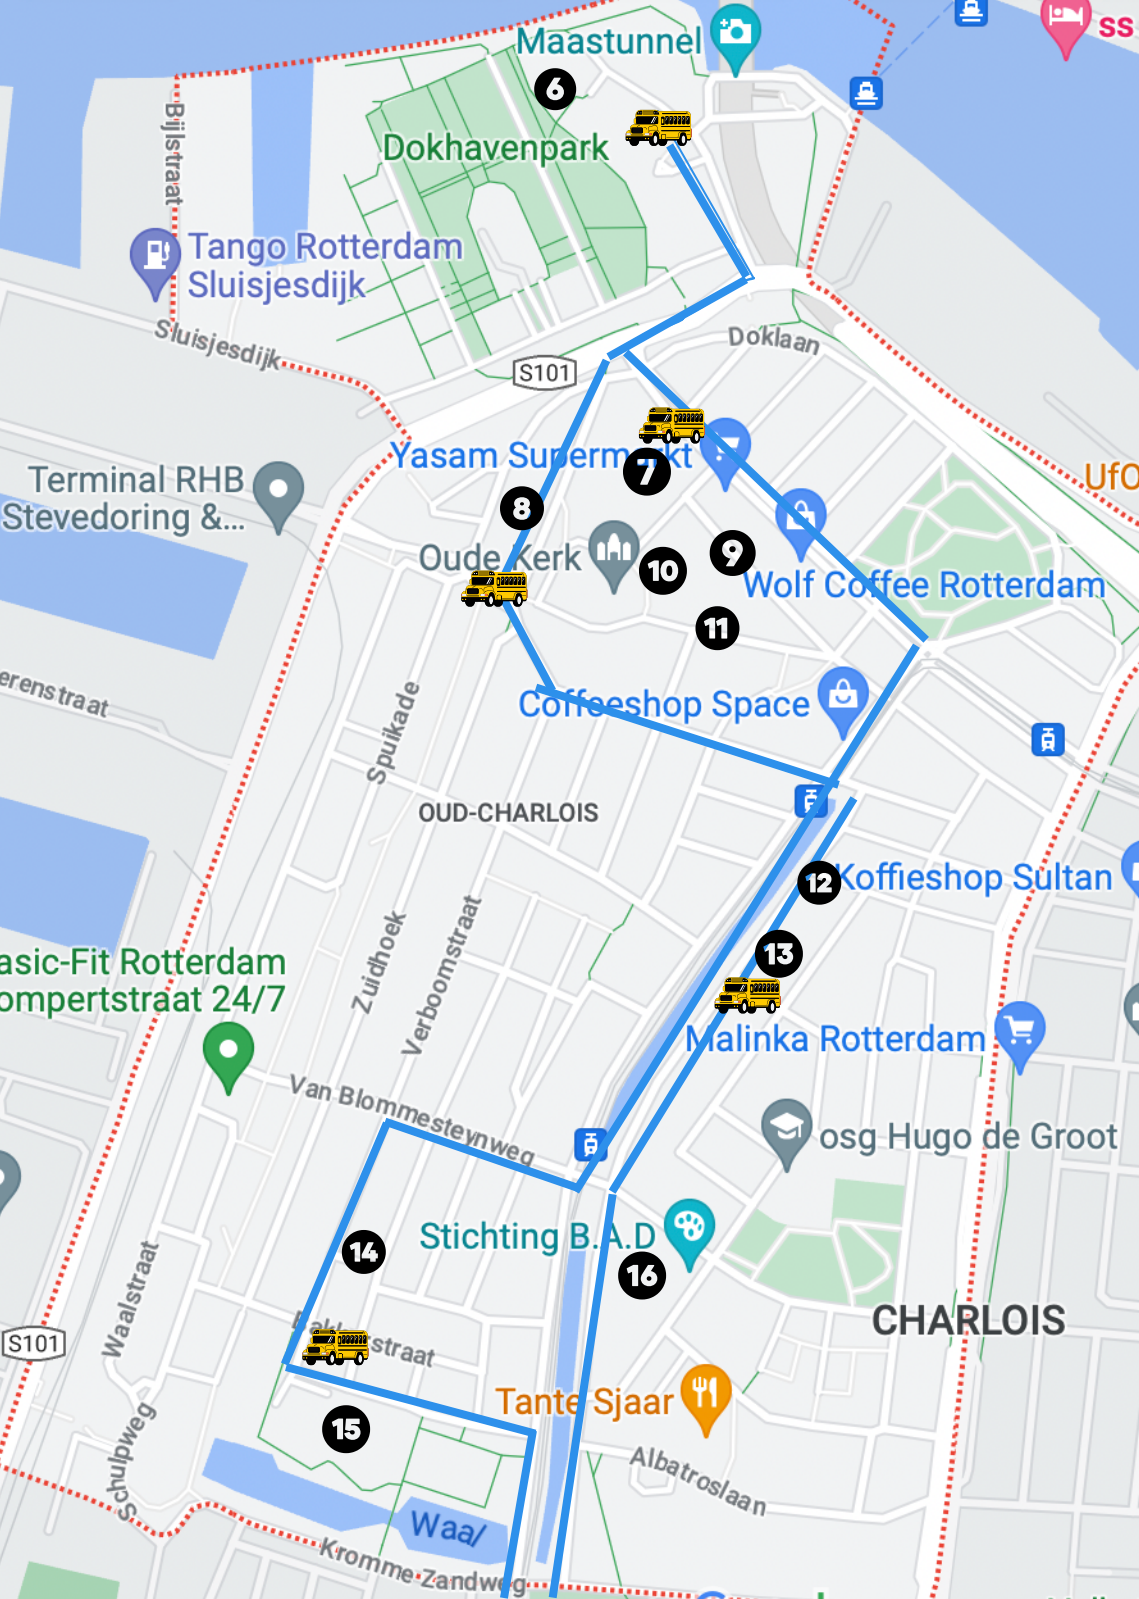 Maastunnel
ss
6
Bijlstraat
Dokhavenpark
Tango Rotterdam
Sluisjesdijk
Sluisjesdijk
Doklaan
S101
Yasam Supermarkt
7
Terminal RHB
Stevedoring &...
UfO
8
Oude Kerk
9
10
Wolf Coffee Rotterdam
11
erenstraat
Coffeeshop Space
Spuikade
OUD-CHARLOIS
12
Koffieshop Sultan
Zuidhoek
Verboomstraat
13
asic-Fit Rotterdam
ompertstraat 24/7
Malinka Rotterdam
Van Blommesteynweg
osg Hugo de Groot
Stichting B.A.D
14
16
Waalstraat
CHARLOIS
S101
straat
Tante Sjaar
15
Schulpweg
Albatroslaan
Waal
Kromme Zandweg